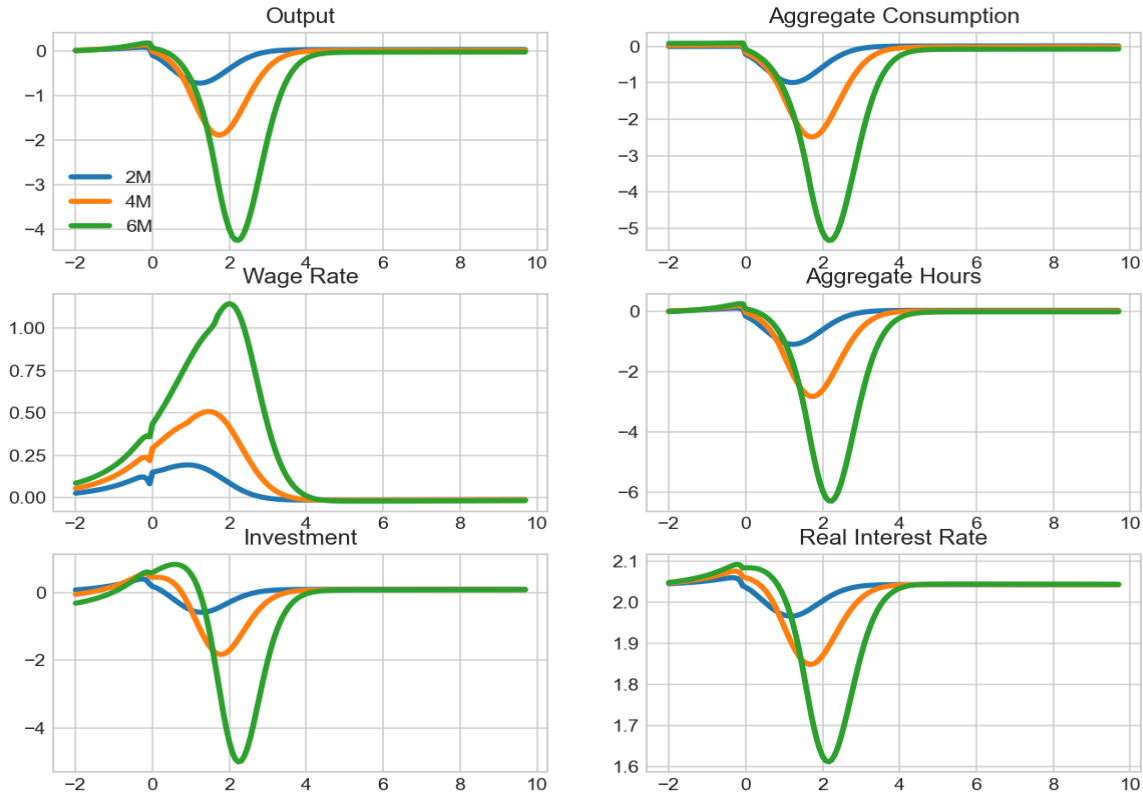 Output
0
−1
−2
−3
−4
2M
4M
6M
−2 0 2 4 6 8 10
Aggregate Consumption
0
−1
−2
−3
−4
−5
−2 0 2 4 6 8 10
Wage Rate
1.00
0.75
0.50
0.25
0.00
−2 0 2 4 6 8 10
Aggregate Hours
0
−2
−4
−6
−2 0 2 4 6 8 10
Investment
0
−2
−4
−2 0 2 4 6 8 10
Real Interest Rate
2.1
2.0
1.9
1.8
1.7
1.6
−2 0 2 4 6 8 10